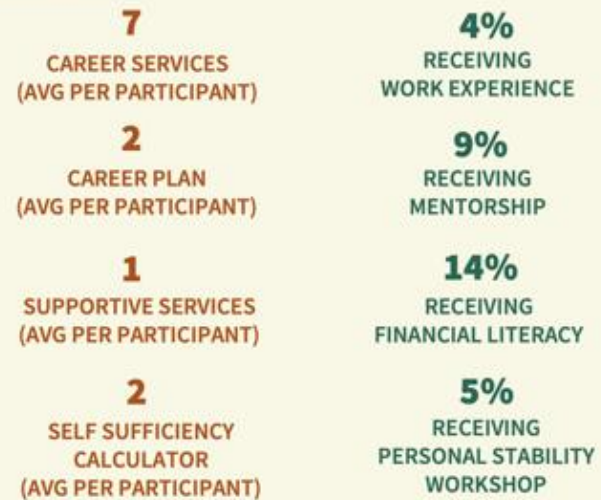 7
CAREER SERVICES
(AVG PER PARTICIPANT)
2
CAREER PLAN
(AVG PER PARTICIPANT)
1
SUPPORTIVE SERVICES
(AVG PER PARTICIPANT)
2
SELF SUFFICIENCY
CALCULATOR
(AVG PER PARTICIPANT)
4%
RECEIVING
WORK EXPERIENCE
9%
RECEIVING
MENTORSHIP
14%
RECEIVING
FINANCIAL LITERACY
5%
RECEIVING
PERSONAL STABILITY
WORKSHOP